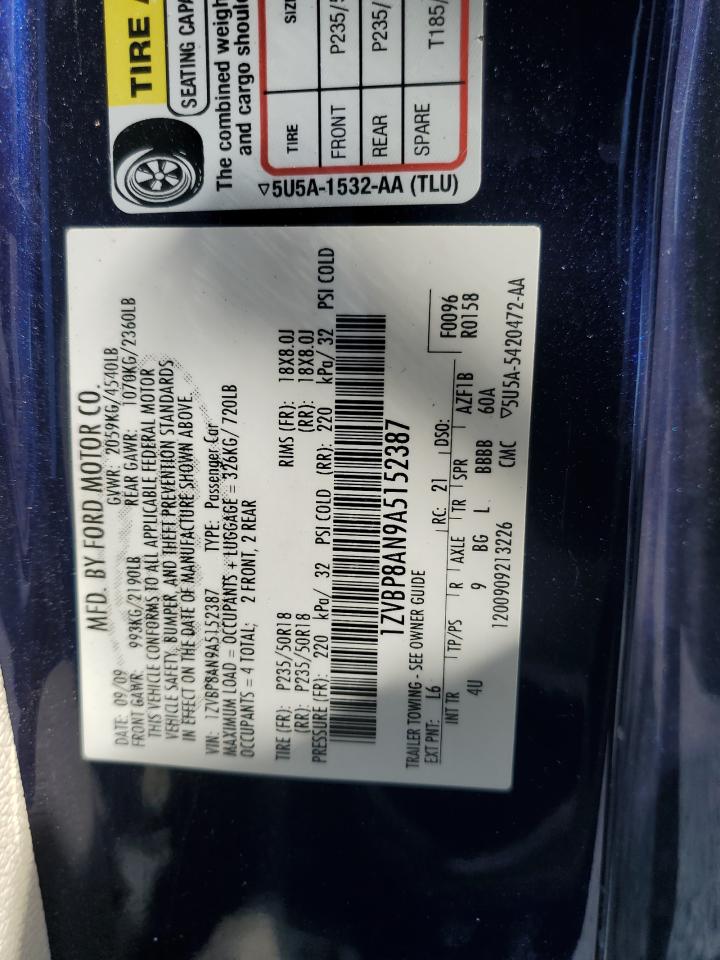 TIRE
SEATING CAPA
The combined weigh
and cargo shoul
TIRE SIZ
FRONT P235/5
REAR P235/
SPARE T185/
▽5U5A-1532-AA (TLU)
MFD. BY FORD MOTOR CO.
DATE: 09/09 GVWR: 2059KG/4540LB
FRONT GAWR: 993KG/2190LB REAR GAWR: 1070KG/2360LB
THIS VEHICLE CONFORMS TO ALL APPLICABLE FEDERAL MOTOR
VEHICLE SAFETY, BUMPER, AND THEFT PREVENTION STANDARDS
IN EFFECT ON THE DATE OF MANUFACTURE SHOWN ABOVE.
VIN: 1ZVBP8AN9A5152387 TYPE: Passenger Car
MAXIMUM LOAD = OCCUPANTS + LUGGAGE = 326KG/ 720LB
OCCUPANTS = 4 TOTAL; 2 FRONT, 2 REAR
TIRE (FR): P235/50R18 RIMS (FR): 18X8.0J
(RR): P235/50R18 (RR): 18X8.0J
PRESSURE (FR): 220 kPa/ 32 PSI COLD (RR): 220 kPa/ 32 PSI COLD
1ZVBP8AN9A5152387
TRAILER TOWING - SEE OWNER GUIDE
EXT PNT: L6 RC: 21 DSO: F0096
R0158
INT TR TP/PS R AXLE TR SPR AZF1B
4U 9 BG L BBBB 60A
1200909213226 CMC ▽5U5A-5420472-AA